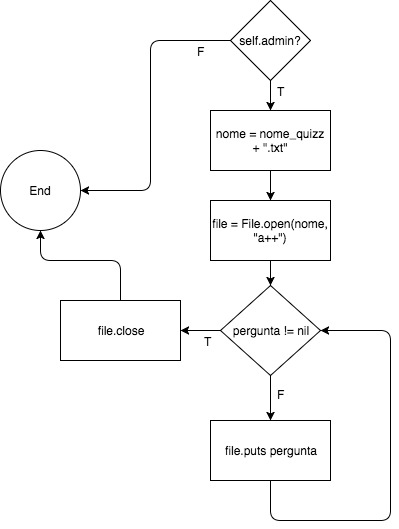 self.admin?
F
T
nome = nome_quizz
+ ".txt"
End
file = File.open(nome,
"a++")
pergunta != nil
file.close
T
F
file.puts pergunta